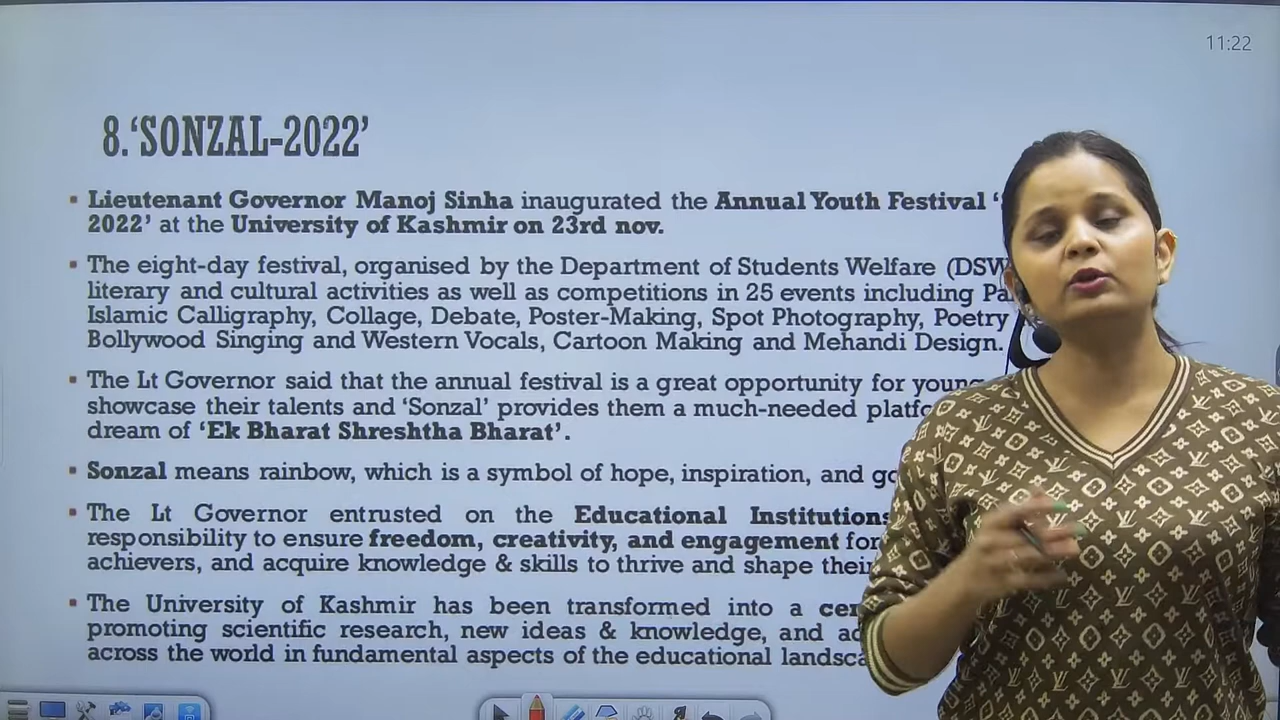 11:22
8.‘SONZAL-2022’
▪ Lieutenant Governor Manoj Sinha inaugurated the Annual Youth Festival ‘
2022’ at the University of Kashmir on 23rd nov.
▪ The eight-day festival, organised by the Department of Students Welfare (DSW
literary and cultural activities as well as competitions in 25 events including
Islamic Calligraphy, Collage, Debate, Poster-Making, Spot Photography, Poetry
Bollywood Singing and Western Vocals, Cartoon Making and Mehandi Design.
▪ The Lt Governor said that the annual festival is a great opportunity for
showcase their talents and ‘Sonzal’ provides them a much-needed
dream of ‘Ek Bharat Shreshtha Bharat’.
▪ Sonzal means rainbow, which is a symbol of hope, inspiration, and
▪ The Lt Governor entrusted on the Educational Institutions
responsibility to ensure freedom, creativity, and engagement for
achievers, and acquire knowledge & skills to thrive and shape their
▪ The University of Kashmir has been transformed into a
promoting scientific research, new ideas & knowledge, and
across the world in fundamental aspects of the educational